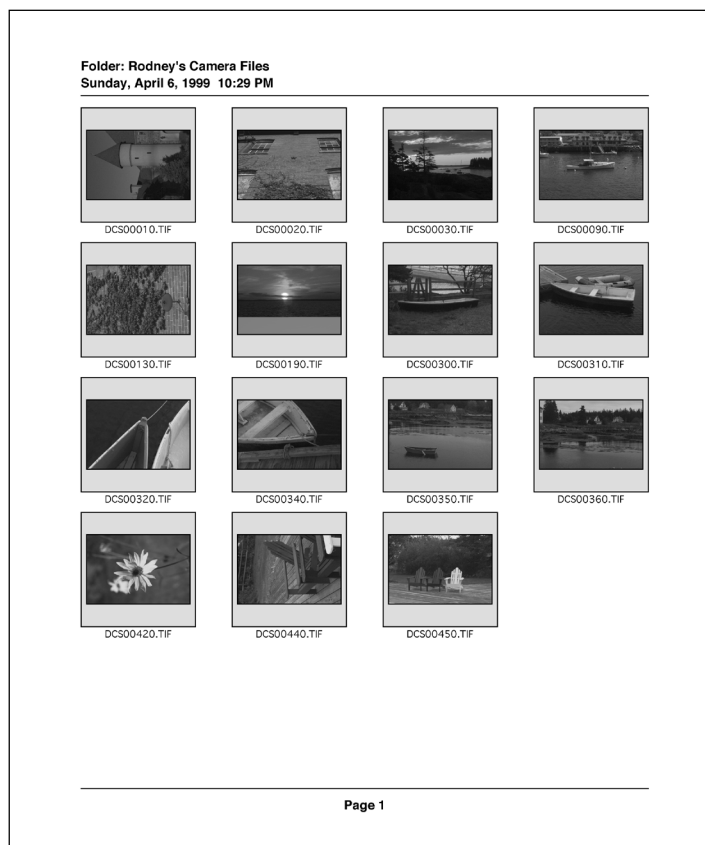 Folder: Rodney's Camera Files
Sunday, April 6, 1999 10:29 PM
DCS00010.TIF DCS00020.TIF DCS00030.TIF DCS00090.TIF
DCS00130.TIF DCS00190.TIF DCS00300.TIF DCS00310.TIF
DCS00320.TIF DCS00340.TIF DCS00350.TIF DCS00360.TIF
DCS00420.TIF DCS00440.TIF DCS00450.TIF
Page 1